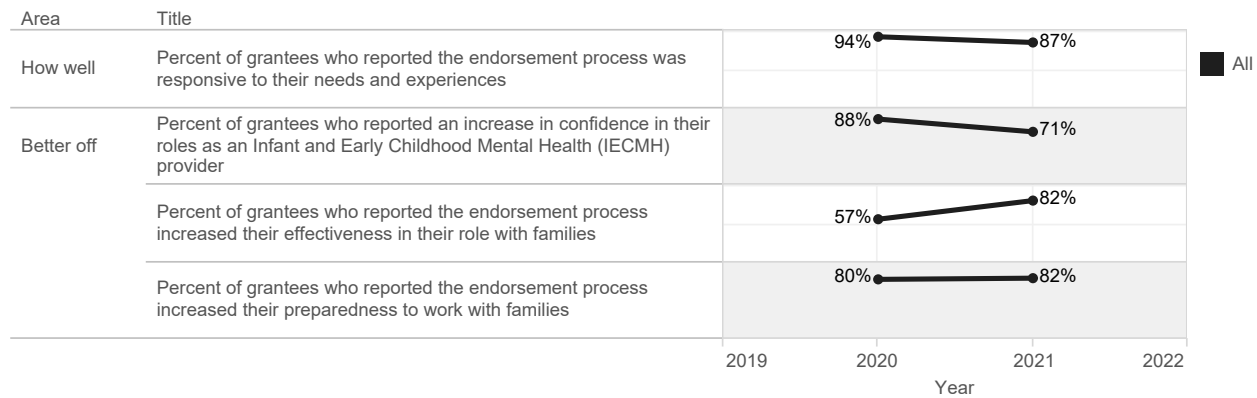 Area Title
How well
Percent of grantees who reported the endorsement process was
responsive to their needs and experiences
94% 87%
All
Better off
Percent of grantees who reported an increase in confidence in their
roles as an Infant and Early Childhood Mental Health (IECMH)
provider
88% 71%
Percent of grantees who reported the endorsement process
increased their effectiveness in their role with families
57% 82%
Percent of grantees who reported the endorsement process
increased their preparedness to work with families
80% 82%
2019 2020 2021 2022
Year